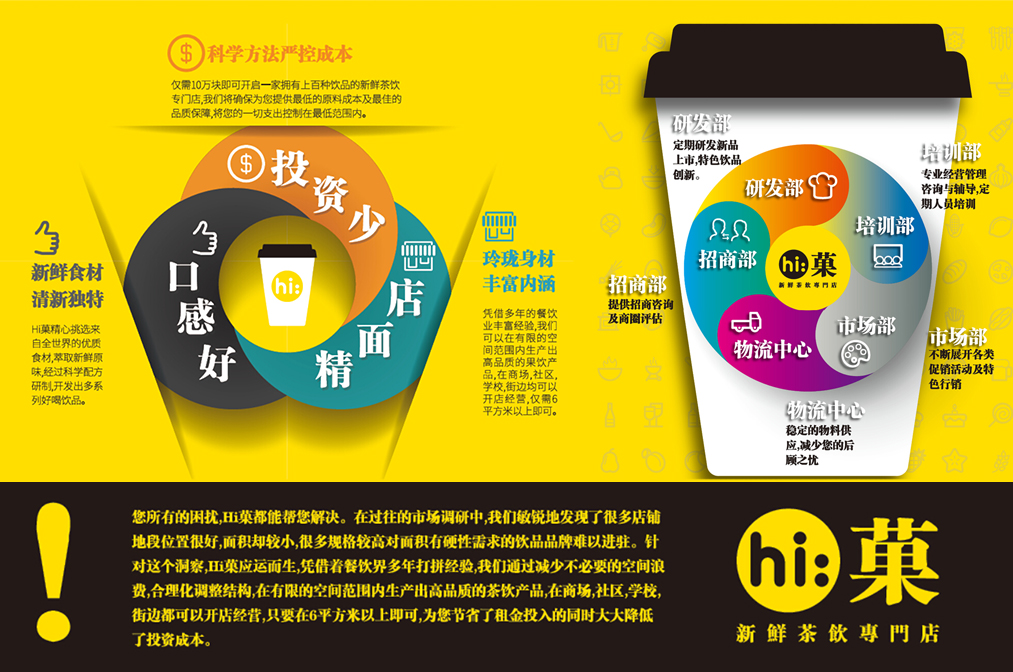 科学方法严控成本
仅需10万块即可开启一家拥有上百种饮品的新鲜茶饮
专门店,我们将确保为您提供最低的原料成本及最佳的
品质保障,将您的一切支出控制在最低范围内。
投资少
口感好
店面精
hi:
新鲜食材
清新独特
Hi菓精心挑选来
自全世界的优质
食材,萃取新鲜原
味,经过科学配方
研制,开发出多系
列好喝饮品。
玲珑身材
丰富内涵
凭借多年的餐饮
业丰富经验,我们
可以在有限的空
间范围内生产出
高品质的果饮产
品,在商场,社区,
学校,街边均可以
开店经营,仅需6
平方米以上即可。
研发部
定期研发新品
上市,特色饮品
创新。
培训部
专业经营管理
咨询与辅导,定
期人员培训
招商部
提供招商咨询
及商圈评估
市场部
不断展开各类
促销活动及特
色行销
物流中心
稳定的物料供
应,减少您的后
顾之忧
研发部
培训部
招商部
市场部
物流中心
hi:菓
新鮮茶飲專門店
您所有的困扰,Hi菓都能帮您解决。在过往的市场调研中,我们敏锐地发现了很多店铺
地段位置很好,面积却较小,很多规格较高对面积有硬性需求的饮品品牌难以进驻。针
对这个洞察,Hi菓应运而生,凭借着餐饮界多年打拼经验,我们通过减少不必要的空间浪
费,合理化调整结构,在有限的空间范围内生产出高品质的茶饮产品,在商场,社区,学校,
街边都可以开店经营,只要在6平方米以上即可,为您节省了租金投入的同时大大降低
了投资成本。
hi:菓
新鮮茶飲專門店